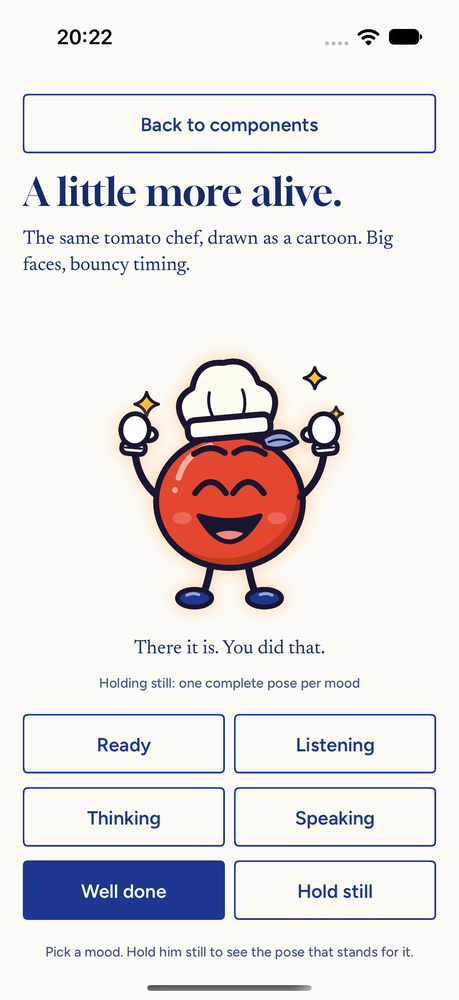 20:22
Back to components
A little more alive.
The same tomato chef, drawn as a cartoon. Big
faces, bouncy timing.
There it is. You did that.
Holding still: one complete pose per mood
Ready
Listening
Thinking
Speaking
Well done
Hold still
Pick a mood. Hold him still to see the pose that stands for it.